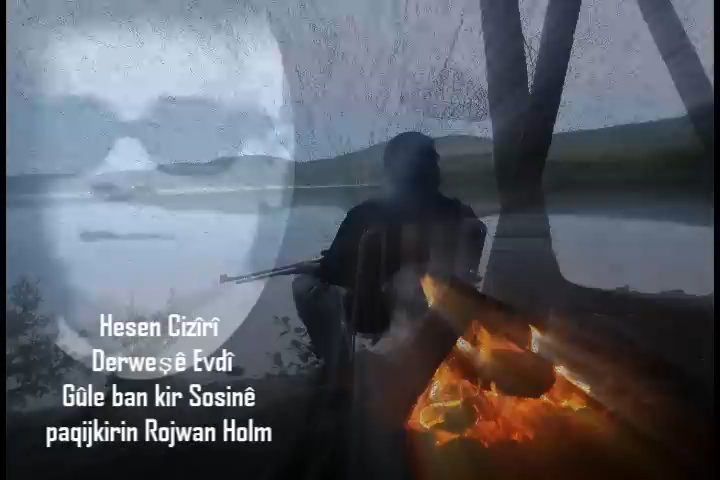 Hesen Cizîrî
Derweşê Evdî
Gûle ban kir Sosinê
paqijkirin Rojwan Holm